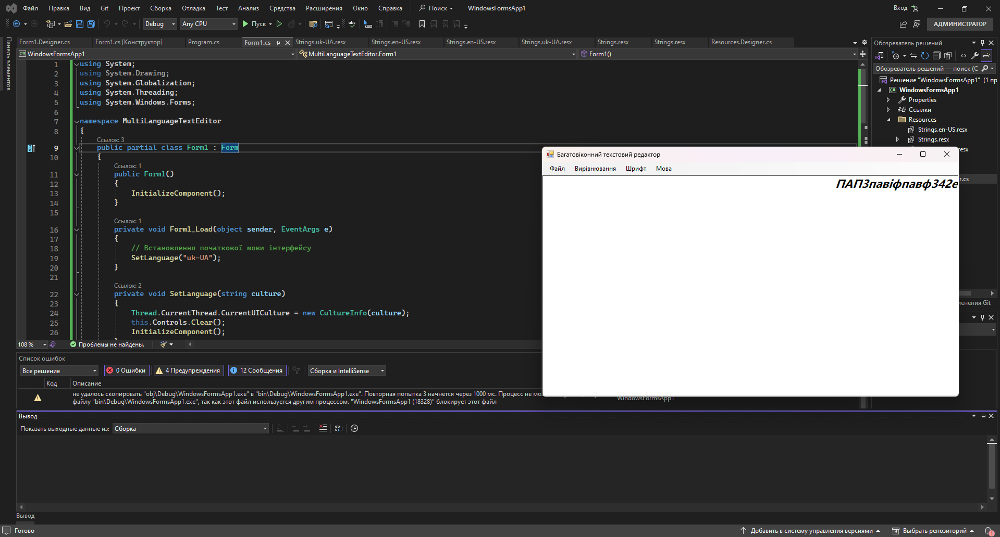 Файл Правка Вид Git Проект Сборка Отладка Тест Анализ Средства Расширения Окно Справка Поиск WindowsFormsApp1 Вход
Debug Any CPU Пуск АДМИНИСТРАТОР
Панель элементов
Form1.Designer.cs Form1.cs [Конструктор] Program.cs Form1.cs Strings.uk-UA.resx Strings.en-US.resx Strings.en-US.resx Strings.uk-UA.resx Strings.resx Strings.resx Resources.Designer.cs
WindowsFormsApp1 MultiLanguageTextEditor.Form1 Form1()
1 using System;
2 using System.Drawing;
3 using System.Globalization;
4 using System.Threading;
5 using System.Windows.Forms;
6
7 namespace MultiLanguageTextEditor
8 {
Ссылок: 3
9 public partial class Form1 : Form
10 {
Ссылок: 1
11 public Form1()
12 {
13 InitializeComponent();
14 }
15
Ссылок: 1
16 private void Form1_Load(object sender, EventArgs e)
17 {
18 // Встановлення початкової мови інтерфейсу
19 SetLanguage("uk-UA");
20 }
21
Ссылок: 2
22 private void SetLanguage(string culture)
23 {
24 Thread.CurrentThread.CurrentUICulture = new CultureInfo(culture);
25 this.Controls.Clear();
26 InitializeComponent();
108 % Проблемы не найдены.
Обозреватель решений
Обозреватель решений — поиск (C
Решение "WindowsFormsApp1" (1 пр
WindowsFormsApp1
Properties
Ссылки
Resources
Strings.en-US.resx
Strings.resx
esx
er.cs
менения Git
Багатовіконний текстовий редактор
Файл Вирівнювання Шрифт Мова
ПАПЗпавіфпавф342е
Список ошибок
Все решение 0 Ошибки 4 Предупреждения 12 Сообщения Сборка и IntelliSense
Код Описание
не удалось скопировать "obj\Debug\WindowsFormsApp1.exe" в "bin\Debug\WindowsFormsApp1.exe". Повторная попытка 3 начнется через 1000 мс. Процесс не мо
файлу "bin\Debug\WindowsFormsApp1.exe", так как этот файл используется другим процессом. "WindowsFormsApp1 (18328)" блокирует этот файл
WindowsFormsApp1
Вывод
Показать выходные данные из: Сборка
Вывод
Готово Добавить в систему управления версиями Выбрать репозиторий 1